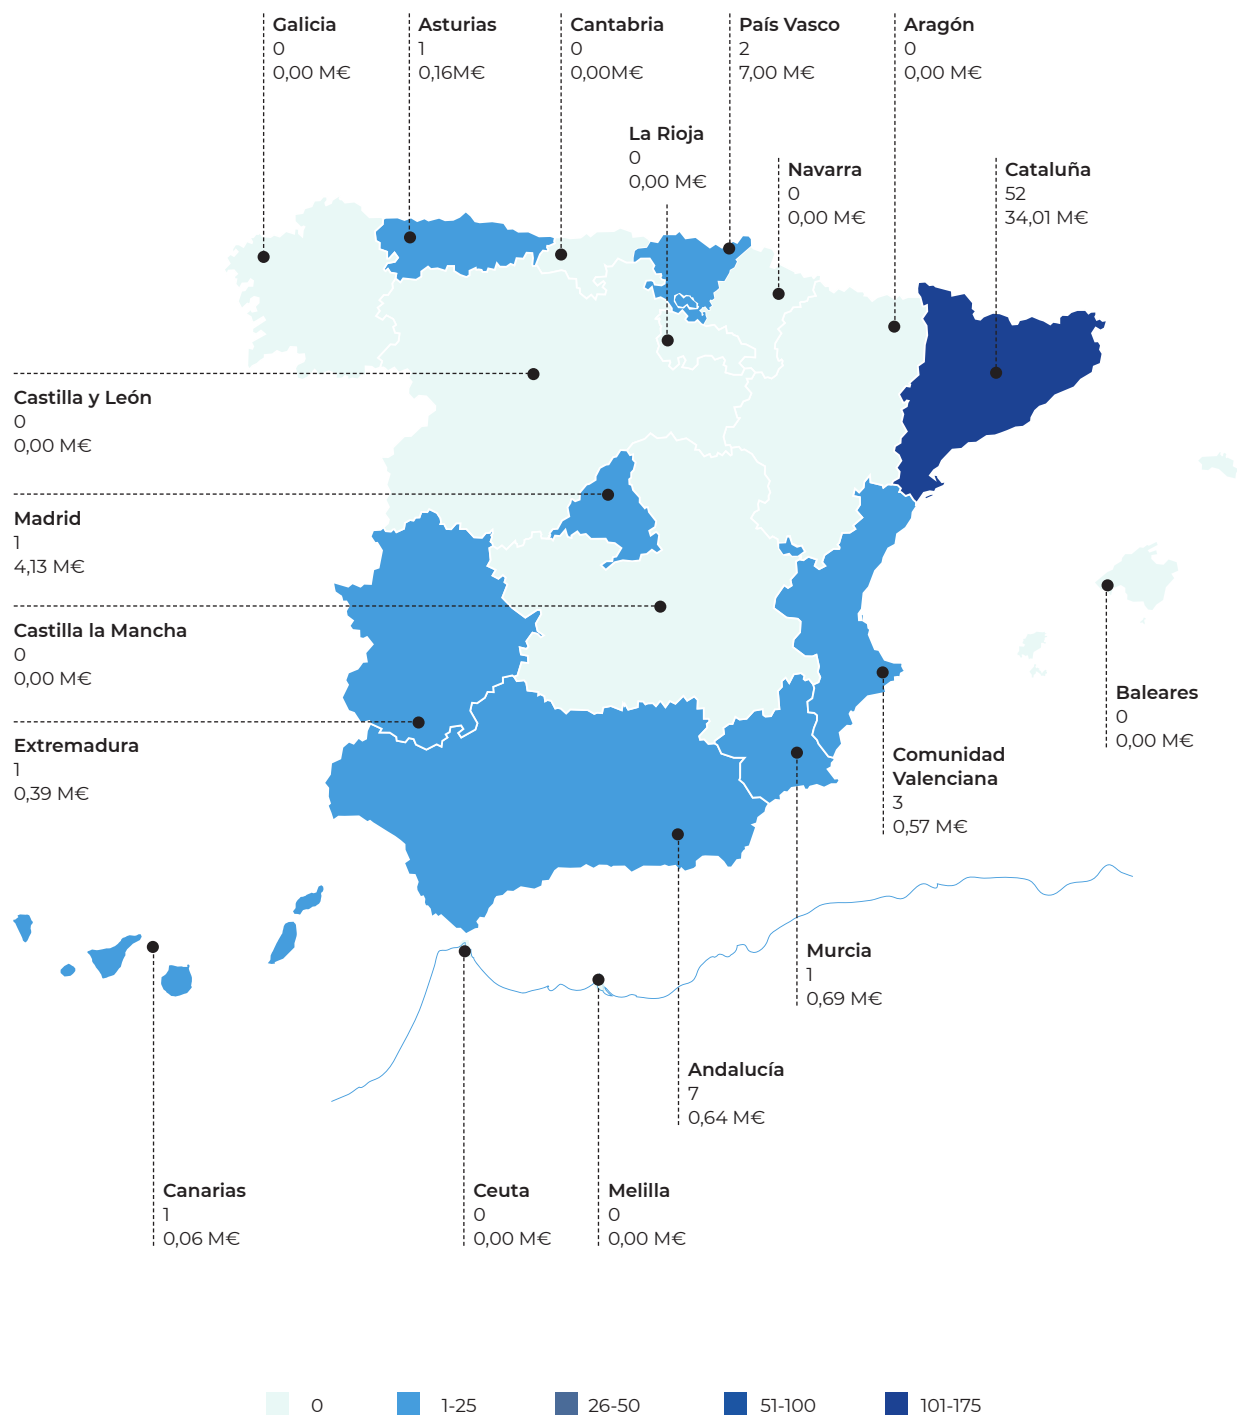 Galicia
0
0,00 M€
Asturias
1
0,16M€
Cantabria
0
0,00M€
País Vasco
2
7,00 M€
Aragón
0
0,00 M€
La Rioja
0
0,00 M€
Navarra
0
0,00 M€
Cataluña
52
34,01 M€
Castilla y León
0
0,00 M€
Madrid
1
4,13 M€
Castilla la Mancha
0
0,00 M€
Extremadura
1
0,39 M€
Baleares
0
0,00 M€
Comunidad
Valenciana
3
0,57 M€
Murcia
1
0,69 M€
Andalucía
7
0,64 M€
Canarias
1
0,06 M€
Ceuta
0
0,00 M€
Melilla
0
0,00 M€
0
1-25
26-50
51-100
101-175